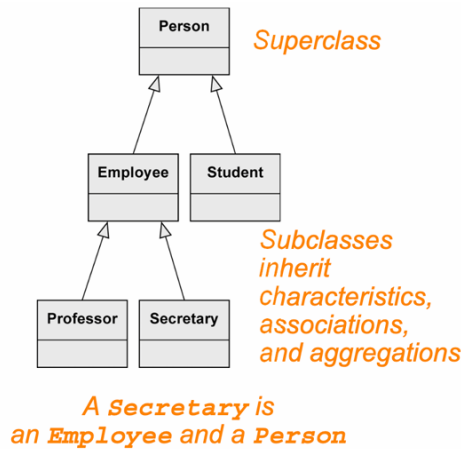 Person
Superclass
Employee
Student
Subclasses
inherit
characteristics,
associations,
and aggregations
Professor
Secretary
A Secretary is
an Employee and a Person